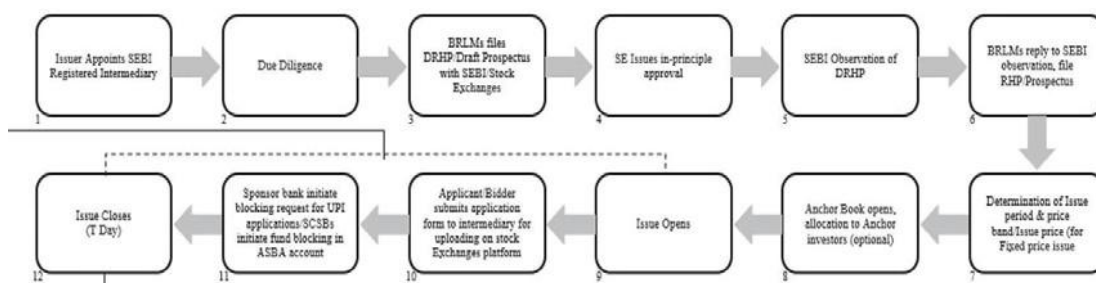 Issuer Appoints SEBI
Registered Intermediary
1
Due Diligence
2
BRLMs files
DRHP/Draft Prospectus
with SEBI/Stock
Exchanges
3
SE Issues in-principle
approval
4
SEBI Observation of
DRHP
5
BRLMs reply to SEBI
observation, file
RHP/Prospectus
6
Determination of Issue
period & price
band/Issue price (for
Fixed price issue
7
Anchor Book opens,
allocation to Anchor
investors (optional)
8
Issue Opens
9
Applicant/Bidder
submits application
form to intermediary for
uploading on stock
Exchanges platform
10
Sponsor bank initiate
blocking request for UPI
applications/SCSBs
initiate fund blocking in
ASBA account
11
Issue Closes
(T Day)
12